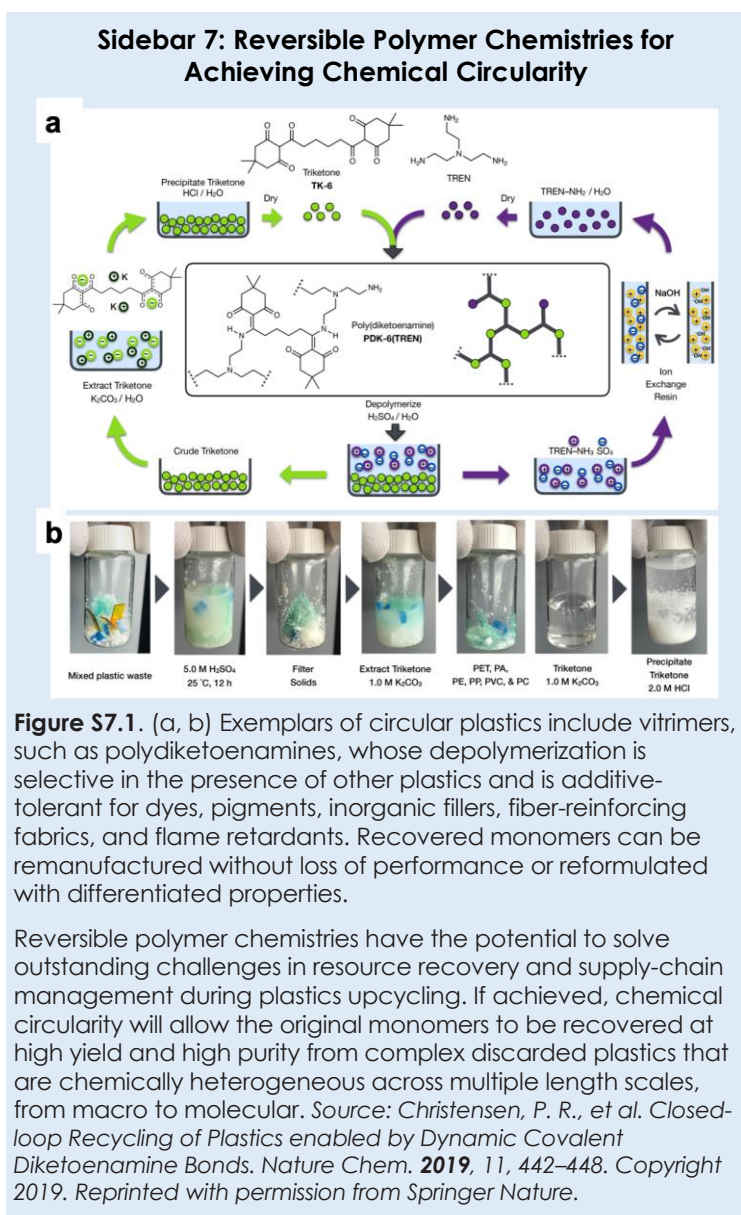 Sidebar 7: Reversible Polymer Chemistries for
Achieving Chemical Circularity
a
Precipitate Triketone
HCl / H₂O
Dry
Triketone
TK-6
NH₂
H₂N
NH₂
TREN
Dry
TREN–NH₂ / H₂O
K
K
Extract Triketone
K₂CO₃ / H₂O
NH₂
Poly(diketoenamine)
PDK-6(TREN)
NaOH
Ion
Exchange
Resin
Depolymerize
H₂SO₄ / H₂O
Crude Triketone
TREN–NH₃ SO₄
b
Mixed plastic waste
5.0 M H₂SO₄
25 °C, 12 h
Filter
Solids
Extract Triketone
1.0 M K₂CO₃
PET, PA,
PE, PP, PVC, & PC
Triketone
1.0 M K₂CO₃
Precipitate
Triketone
2.0 M HCl
Figure S7.1. (a, b) Exemplars of circular plastics include vitrimers,
such as polydiketoenamines, whose depolymerization is
selective in the presence of other plastics and is additive-
tolerant for dyes, pigments, inorganic fillers, fiber-reinforcing
fabrics, and flame retardants. Recovered monomers can be
remanufactured without loss of performance or reformulated
with differentiated properties.
Reversible polymer chemistries have the potential to solve
outstanding challenges in resource recovery and supply-chain
management during plastics upcycling. If achieved, chemical
circularity will allow the original monomers to be recovered at
high yield and high purity from complex discarded plastics that
are chemically heterogeneous across multiple length scales,
from macro to molecular. Source: Christensen, P. R., et al. Closed-
loop Recycling of Plastics enabled by Dynamic Covalent
Diketoenamine Bonds. Nature Chem. 2019, 11, 442–448. Copyright
2019. Reprinted with permission from Springer Nature.